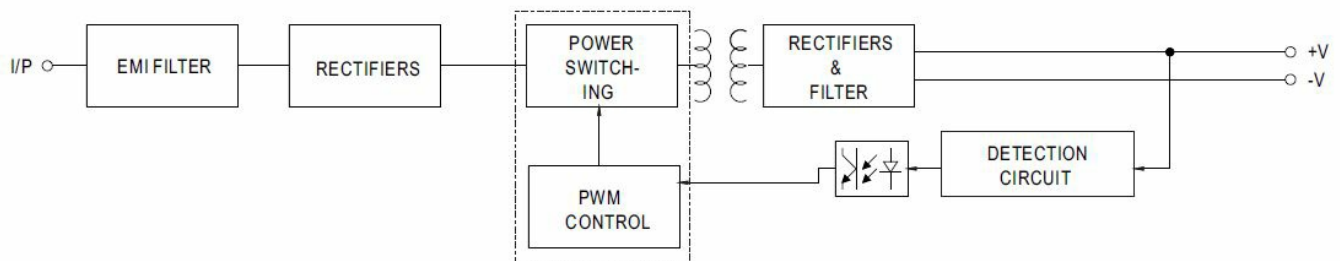 I/P
EMI FILTER
RECTIFIERS
POWER
SWITCH-
ING
RECTIFIERS
&
FILTER
+V
-V
PWM
CONTROL
DETECTION
CIRCUIT